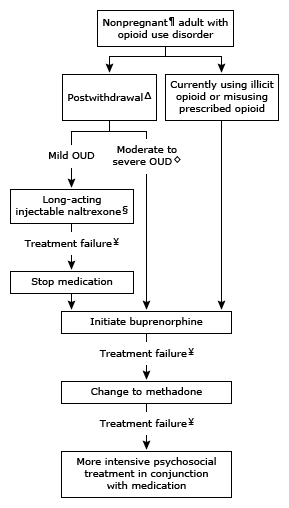 Nonpregnant¶ adult with
opioid use disorder
PostwithdrawalΔ
Currently using illicit
opioid or misusing
prescribed opioid
Mild OUD
Moderate to
severe OUD◇
Long-acting
injectable naltrexone§
Treatment failure¥
Stop medication
Initiate buprenorphine
Treatment failure¥
Change to methadone
Treatment failure¥
More intensive psychosocial
treatment in conjunction
with medication